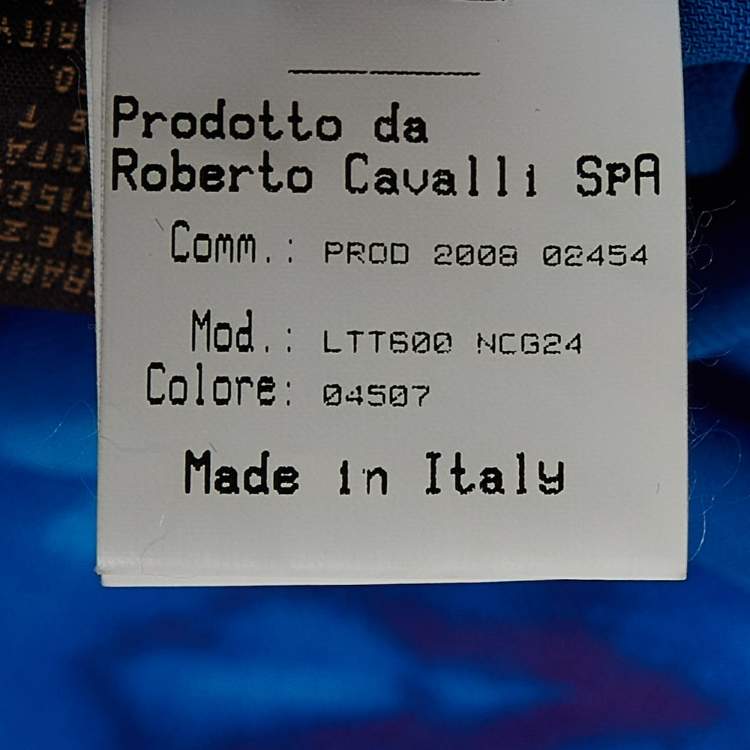 Prodotto da
Roberto Cavalli SpA
Comm.: PROD 2008 02454
Mod.: LTT600 NCG24
Colore: 04507
Made in Italy